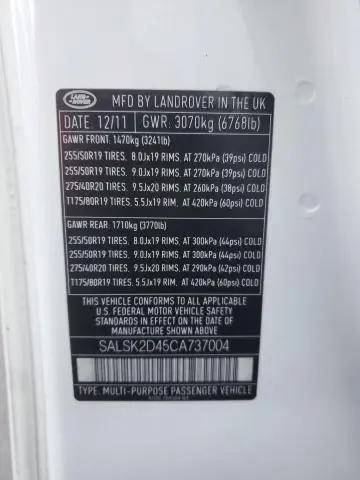 LAND
ROVER
MFD BY LANDROVER IN THE UK
DATE: 12/11 GWR: 3070kg (6768lb)
GAWR FRONT: 1470kg (3241lb)
255/50R19 TIRES, 8.0Jx19 RIMS, AT 270kPa (39psi) COLD
255/50R19 TIRES, 9.0Jx19 RIMS, AT 270kPa (39psi) COLD
275/40R20 TIRES, 9.5Jx20 RIMS, AT 260kPa (38psi) COLD
T175/80R19 TIRES, 5.5Jx19 RIMS, AT 420kPa (60psi) COLD
GAWR REAR: 1710kg (3770lb)
255/50R19 TIRES, 8.0Jx19 RIMS, AT 300kPa (44psi) COLD
255/50R19 TIRES, 9.0Jx19 RIMS, AT 300kPa (44psi) COLD
275/40R20 TIRES, 9.5Jx20 RIMS, AT 290kPa (42psi) COLD
T175/80R19 TIRES, 5.5Jx19 RIMS, AT 420kPa (60psi) COLD
THIS VEHICLE CONFORMS TO ALL APPLICABLE
U.S. FEDERAL MOTOR VEHICLE SAFETY
STANDARDS IN EFFECT ON THE DATE OF
MANUFACTURE SHOWN ABOVE
SALSK2D45CA737004
TYPE: MULTI-PURPOSE PASSENGER VEHICLE